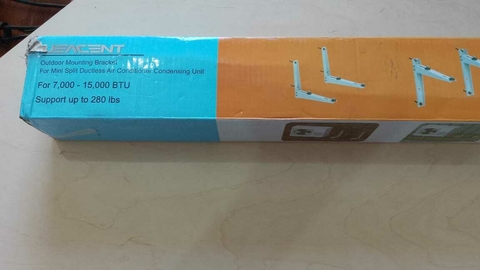 JEACENT
Outdoor Mounting Bracket
For Mini Split Ductless Air Conditioner Condensing Unit
For 7,000 - 15,000 BTU
Support up to 280 lbs